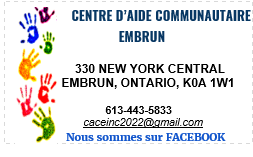 CENTRE D'AIDE COMMUNAUTAIRE
EMBRUN
330 NEW YORK CENTRAL
EMBRUN, ONTARIO, K0A 1W1
613-443-5833
caceinc2022@gmail.com
Nous sommes sur FACEBOOK